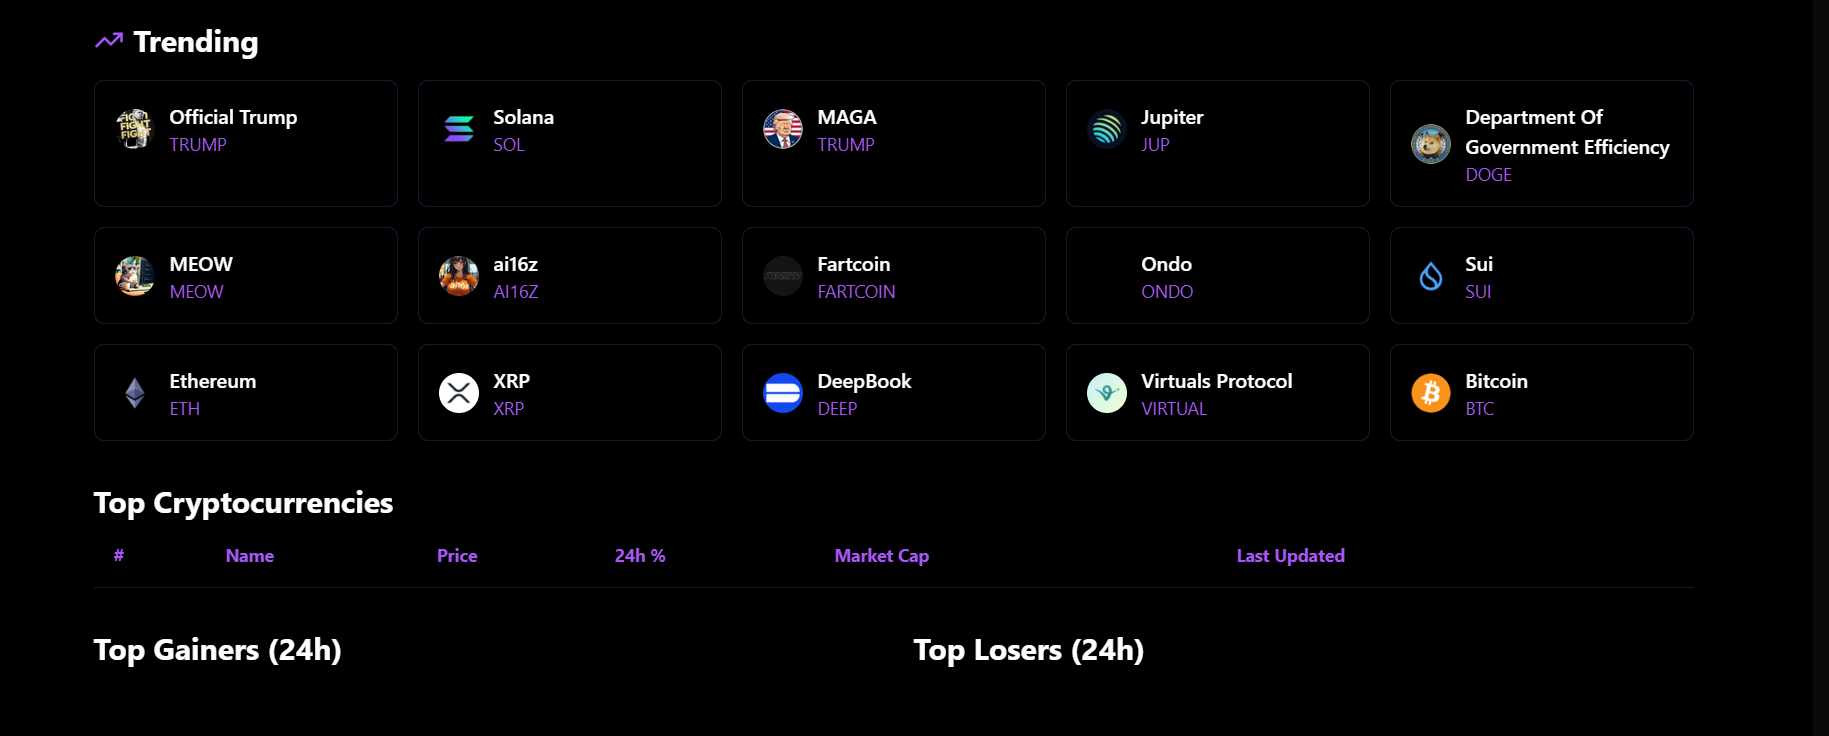 Trending
Official Trump
TRUMP
Solana
SOL
MAGA
TRUMP
Jupiter
JUP
Department Of
Government Efficiency
DOGE
MEOW
MEOW
ai16z
AI16Z
Fartcoin
FARTCOIN
Ondo
ONDO
Sui
SUI
Ethereum
ETH
XRP
XRP
DeepBook
DEEP
Virtuals Protocol
VIRTUAL
Bitcoin
BTC
Top Cryptocurrencies
# Name Price 24h % Market Cap Last Updated
Top Gainers (24h)
Top Losers (24h)